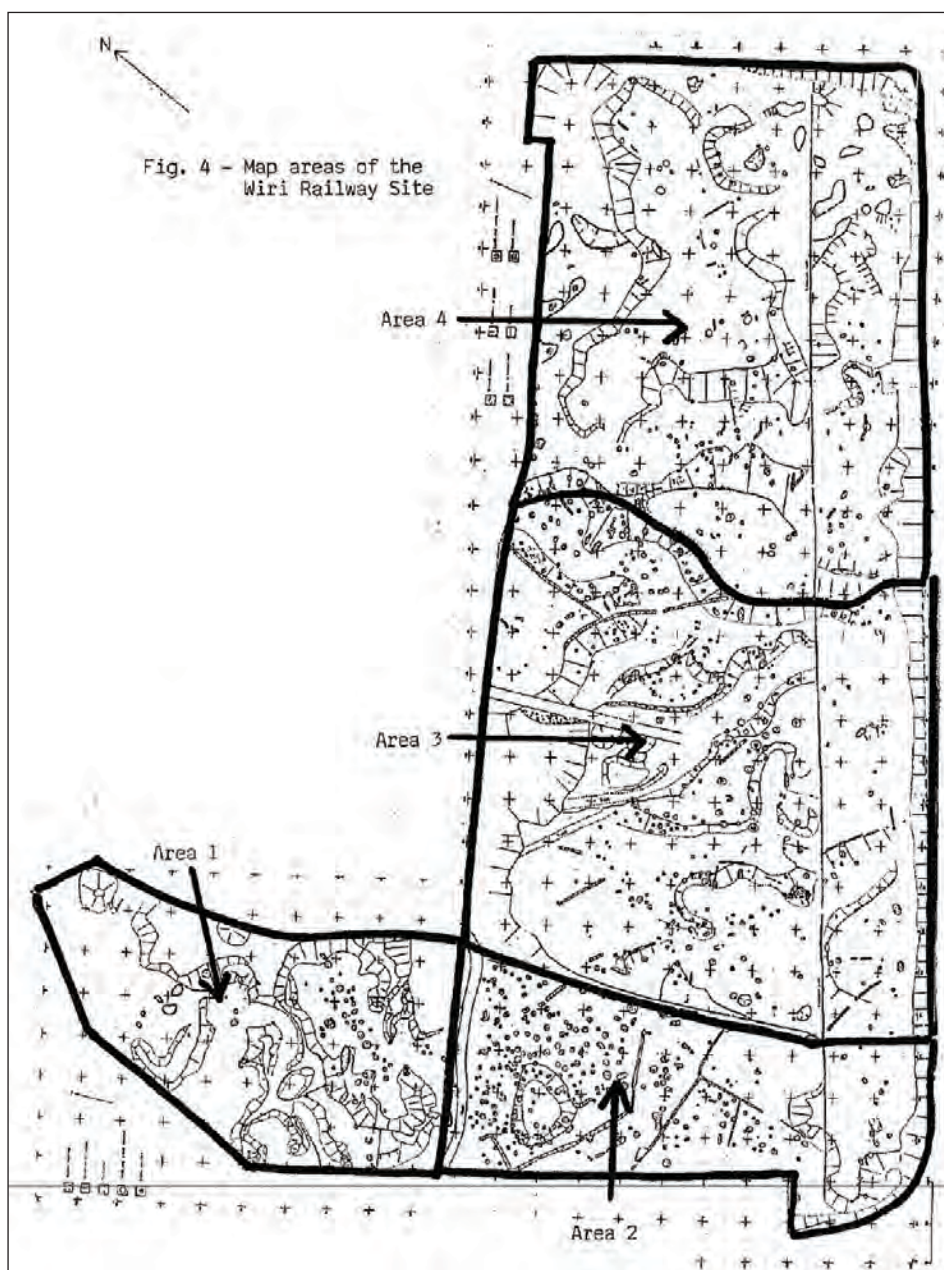 N
Fig. 4 - Map areas of the
Wiri Railway Site
Area 4
Area 3
Area 1
Area 2